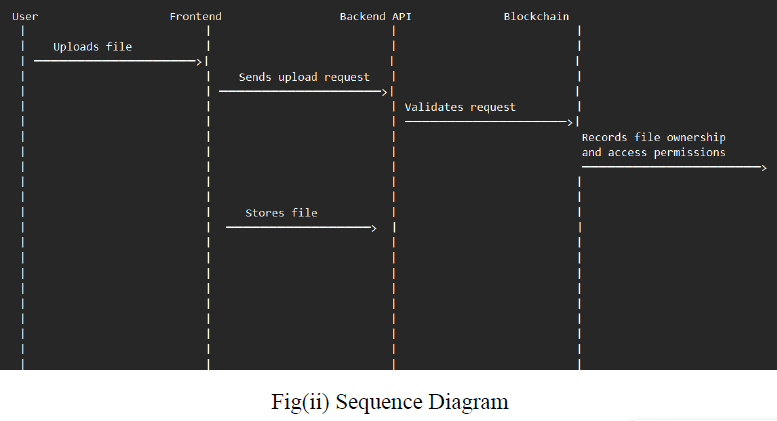 User Frontend Backend API Blockchain
Uploads file
Sends upload request
Validates request
Records file ownership
and access permissions
Stores file
Fig(ii) Sequence Diagram